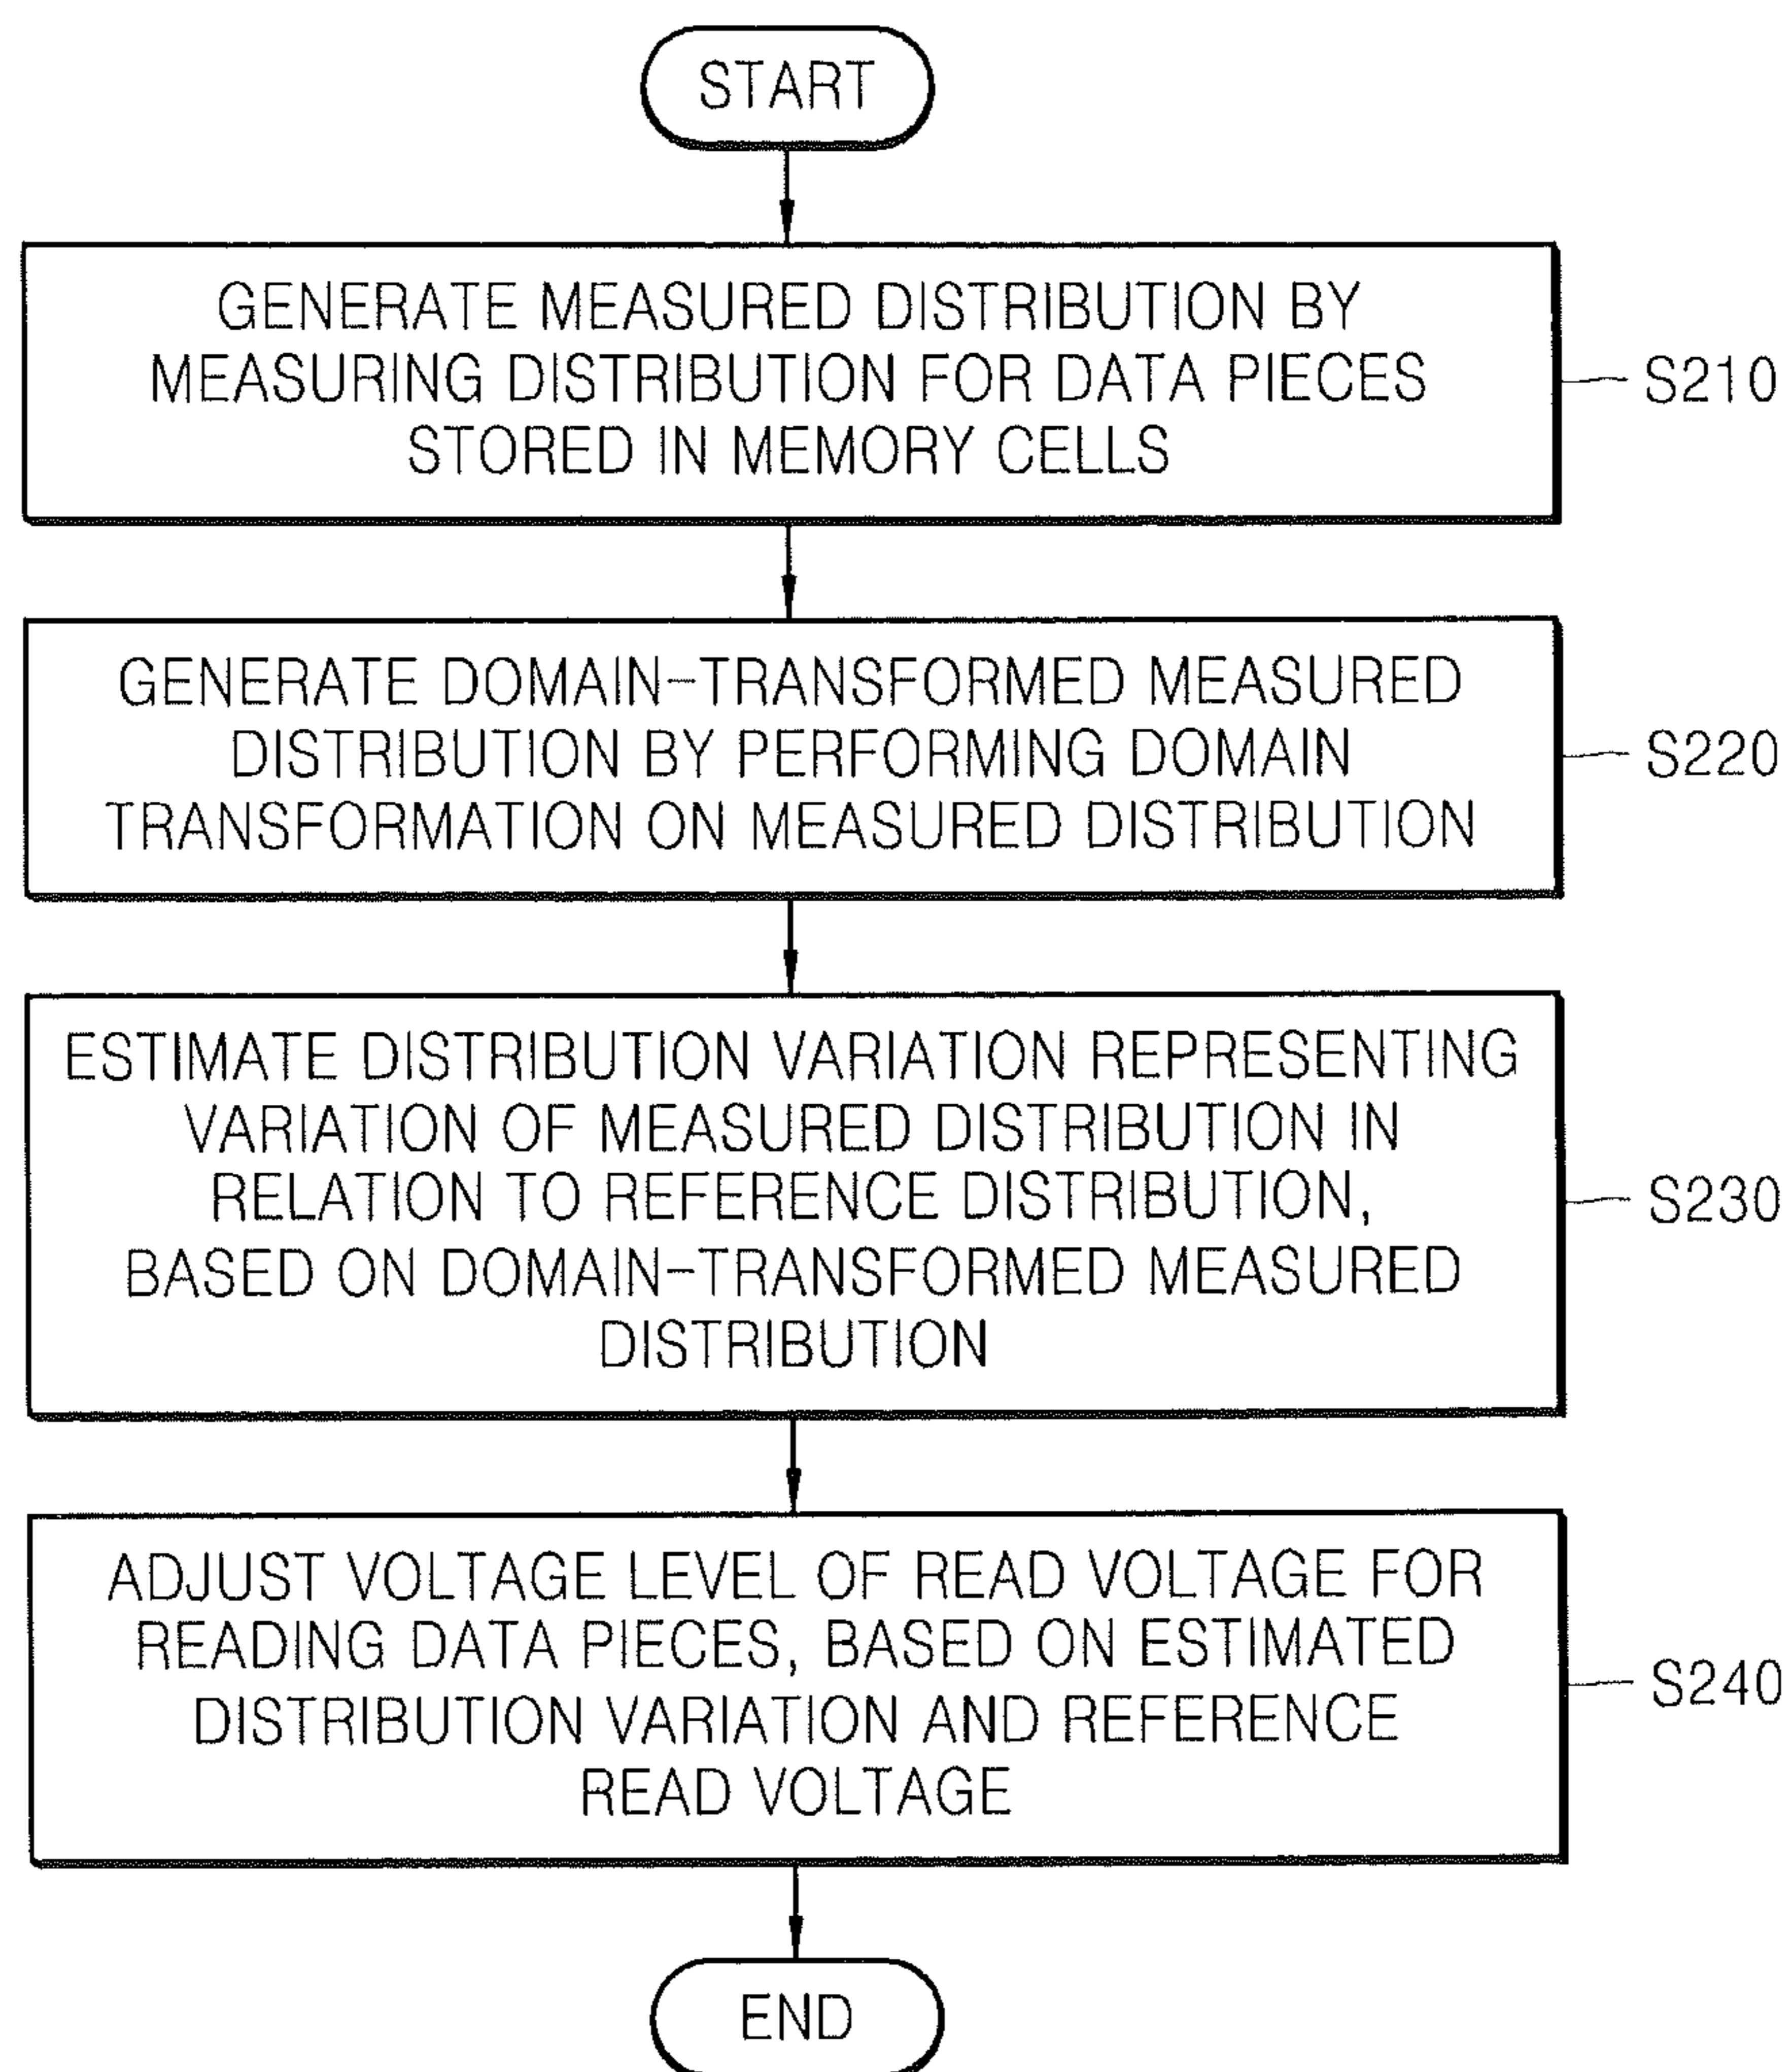 START
GENERATE MEASURED DISTRIBUTION BY
MEASURING DISTRIBUTION FOR DATA PIECES
STORED IN MEMORY CELLS
S210
GENERATE DOMAIN-TRANSFORMED MEASURED
DISTRIBUTION BY PERFORMING DOMAIN
TRANSFORMATION ON MEASURED DISTRIBUTION
S220
ESTIMATE DISTRIBUTION VARIATION REPRESENTING
VARIATION OF MEASURED DISTRIBUTION IN
RELATION TO REFERENCE DISTRIBUTION,
BASED ON DOMAIN-TRANSFORMED MEASURED
DISTRIBUTION
S230
ADJUST VOLTAGE LEVEL OF READ VOLTAGE FOR
READING DATA PIECES, BASED ON ESTIMATED
DISTRIBUTION VARIATION AND REFERENCE
READ VOLTAGE
S240
END